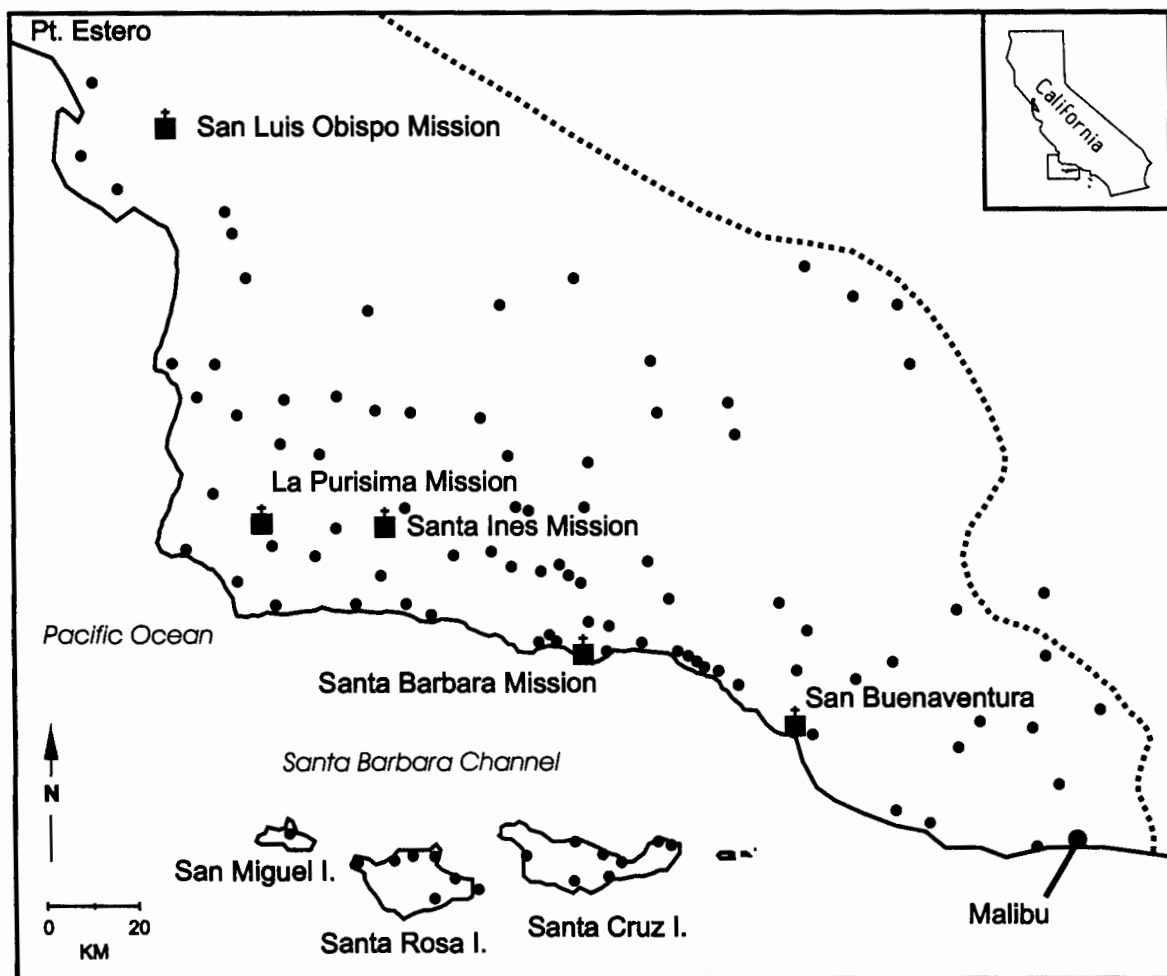 Pt. Estero
California
San Luis Obispo Mission
La Purisima Mission
Santa Ines Mission
Pacific Ocean
Santa Barbara Mission
San Buenaventura
Santa Barbara Channel
N
San Miguel I.
Santa Rosa I.
Santa Cruz I.
Malibu
0 20
KM